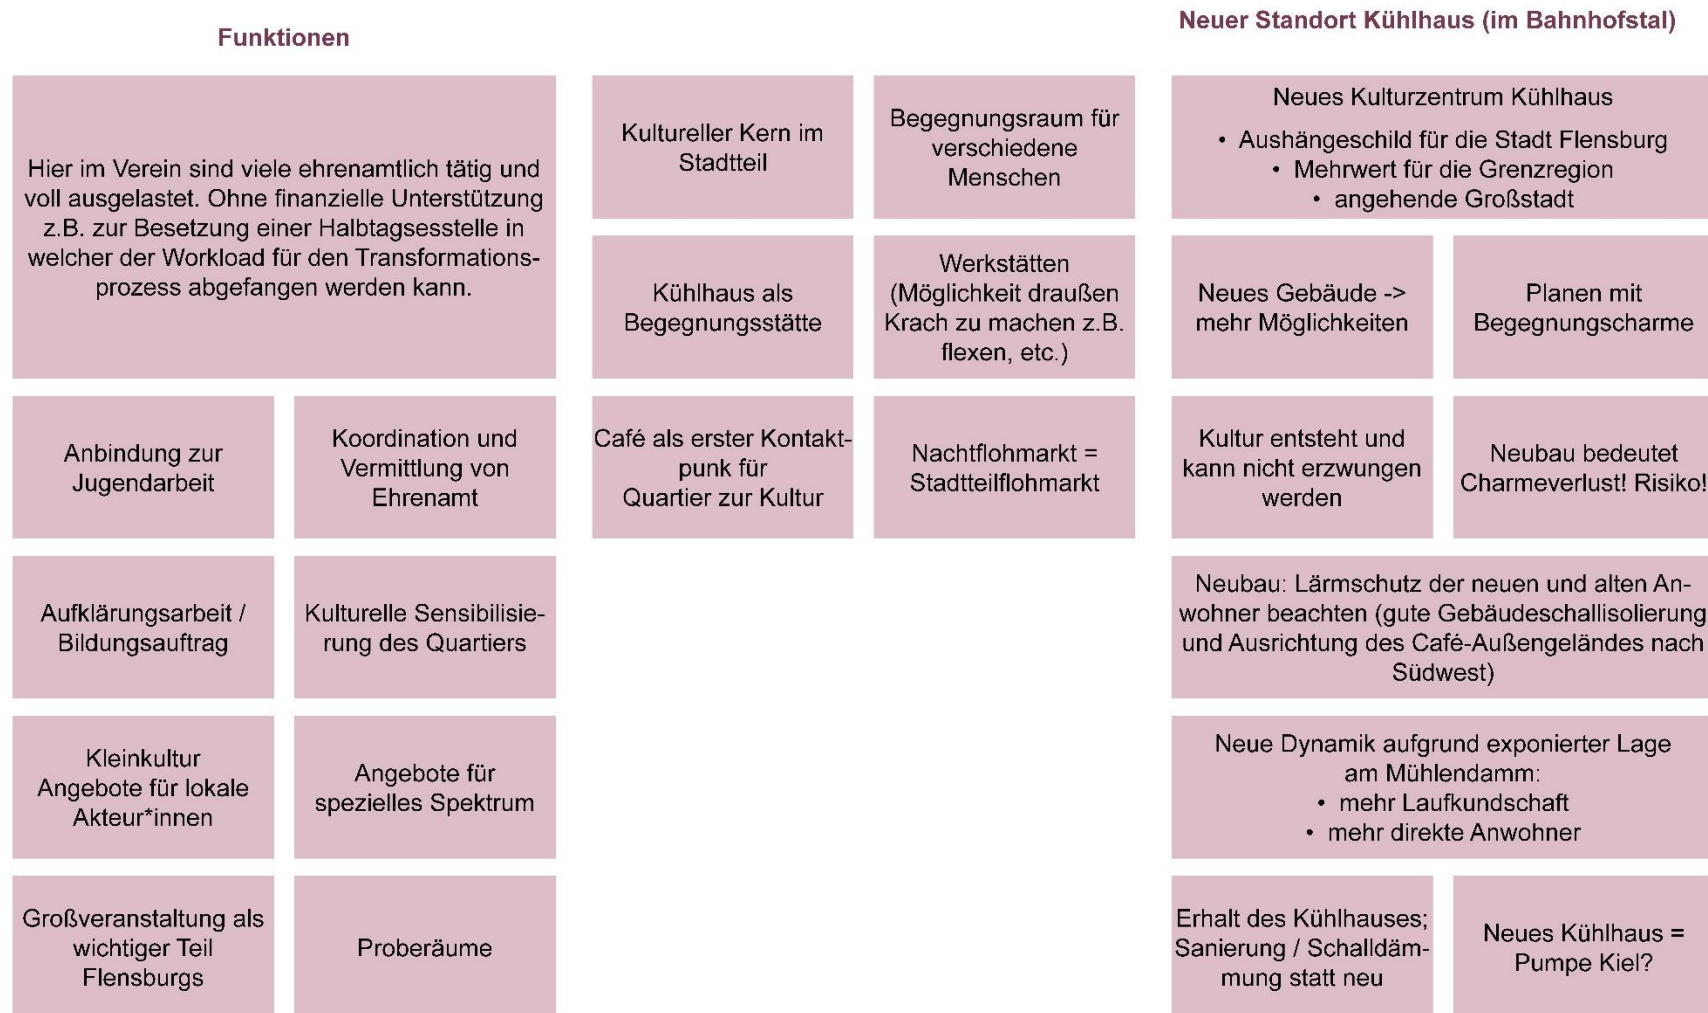 Funktionen
Hier im Verein sind viele ehrenamtlich tätig und
voll ausgelastet. Ohne finanzielle Unterstützung
z.B. zur Besetzung einer Halbtagsesstelle in
welcher der Workload für den Transformations-
prozess abgefangen werden kann.
Anbindung zur
Jugendarbeit
Koordination und
Vermittlung von
Ehrenamt
Aufklärungsarbeit /
Bildungsauftrag
Kulturelle Sensibilisie-
rung des Quartiers
Kleinkultur
Angebote für lokale
Akteur*innen
Angebote für
spezielles Spektrum
Großveranstaltung als
wichtiger Teil
Flensburgs
Proberäume
Kultureller Kern im
Stadtteil
Begegnungsraum für
verschiedene
Menschen
Kühlhaus als
Begegnungsstätte
Werkstätten
(Möglichkeit draußen
Krach zu machen z.B.
flexen, etc.)
Café als erster Kontakt-
punk für
Quartier zur Kultur
Nachtflohmarkt =
Stadtteilflohmarkt
Neuer Standort Kühlhaus (im Bahnhofstal)
Neues Kulturzentrum Kühlhaus
• Aushängeschild für die Stadt Flensburg
• Mehrwert für die Grenzregion
• angehende Großstadt
Neues Gebäude ->
mehr Möglichkeiten
Planen mit
Begegnungscharme
Kultur entsteht und
kann nicht erzwungen
werden
Neubau bedeutet
Charmeverlust! Risiko!
Neubau: Lärmschutz der neuen und alten An-
wohner beachten (gute Gebäudeschallisolierung
und Ausrichtung des Café-Außengeländes nach
Südwest)
Neue Dynamik aufgrund exponierter Lage
am Mühlendamm:
• mehr Laufkundschaft
• mehr direkte Anwohner
Erhalt des Kühlhauses;
Sanierung / Schalldäm-
mung statt neu
Neues Kühlhaus =
Pumpe Kiel?